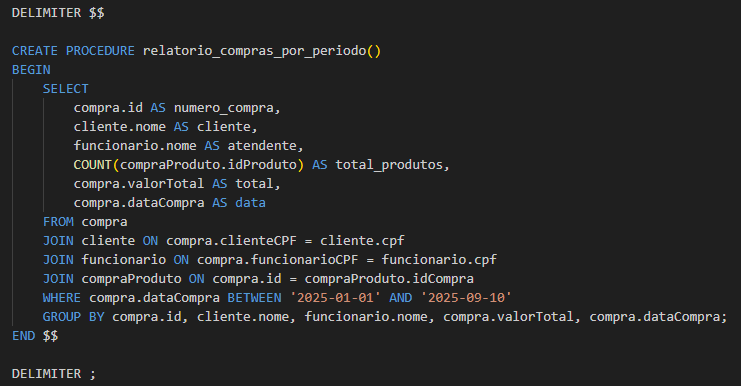 DELIMITER $$
CREATE PROCEDURE relatorio_compras_por_periodo()
BEGIN
SELECT
compra.id AS numero_compra,
cliente.nome AS cliente,
funcionario.nome AS atendente,
COUNT(compraProduto.idProduto) AS total_produtos,
compra.valorTotal AS total,
compra.dataCompra AS data
FROM compra
JOIN cliente ON compra.clienteCPF = cliente.cpf
JOIN funcionario ON compra.funcionarioCPF = funcionario.cpf
JOIN compraProduto ON compra.id = compraProduto.idCompra
WHERE compra.dataCompra BETWEEN '2025-01-01' AND '2025-09-10'
GROUP BY compra.id, cliente.nome, funcionario.nome, compra.valorTotal, compra.dataCompra;
END $$
DELIMITER ;